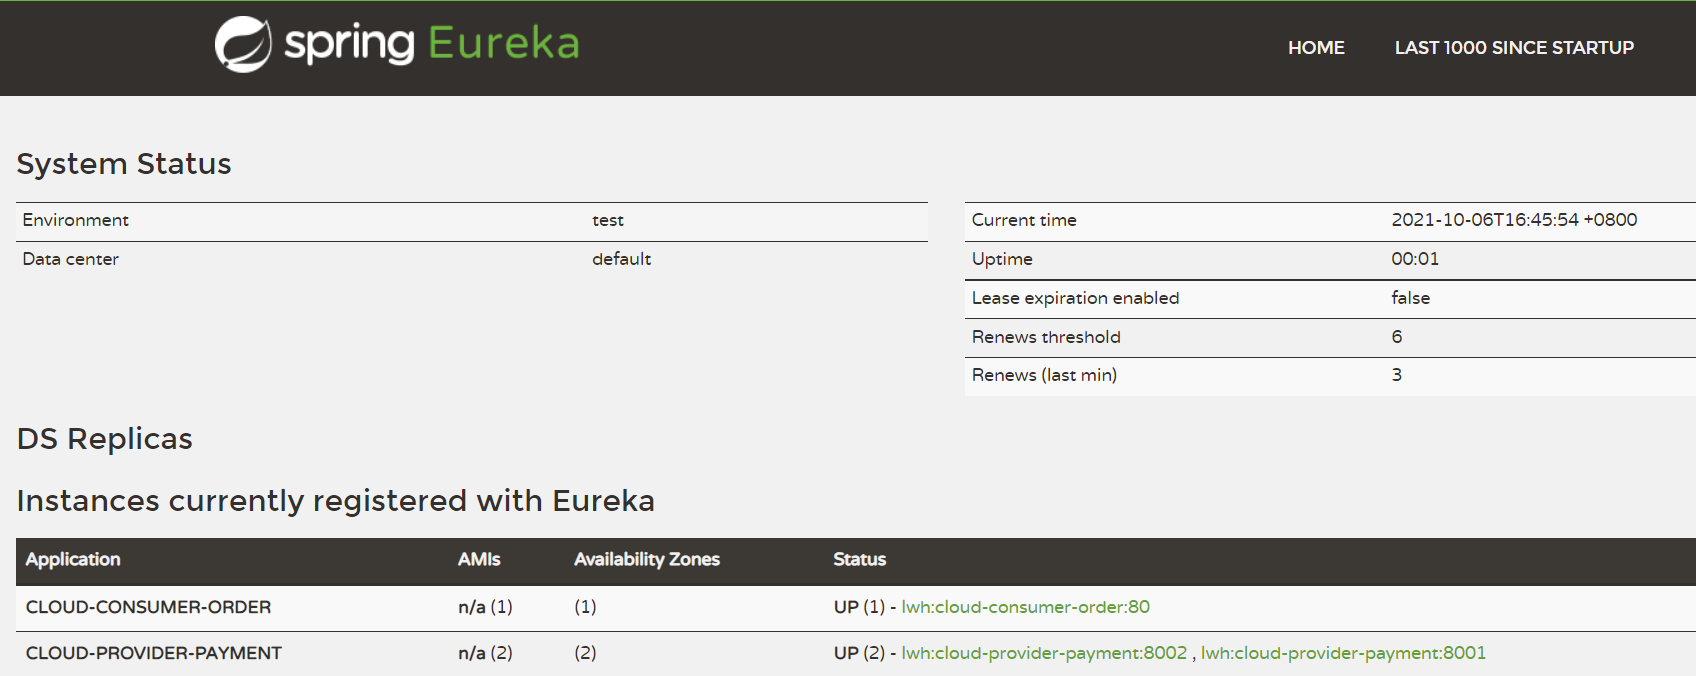 spring Eureka
HOME LAST 1000 SINCE STARTUP
System Status
Environment test
Data center default
Current time 2021-10-06T16:45:54 +0800
Uptime 00:01
Lease expiration enabled false
Renews threshold 6
Renews (last min) 3
DS Replicas
Instances currently registered with Eureka
Application AMIs Availability Zones Status
CLOUD-CONSUMER-ORDER n/a (1) (1) UP (1) - lwh:cloud-consumer-order:80
CLOUD-PROVIDER-PAYMENT n/a (2) (2) UP (2) - lwh:cloud-provider-payment:8002 , lwh:cloud-provider-payment:8001